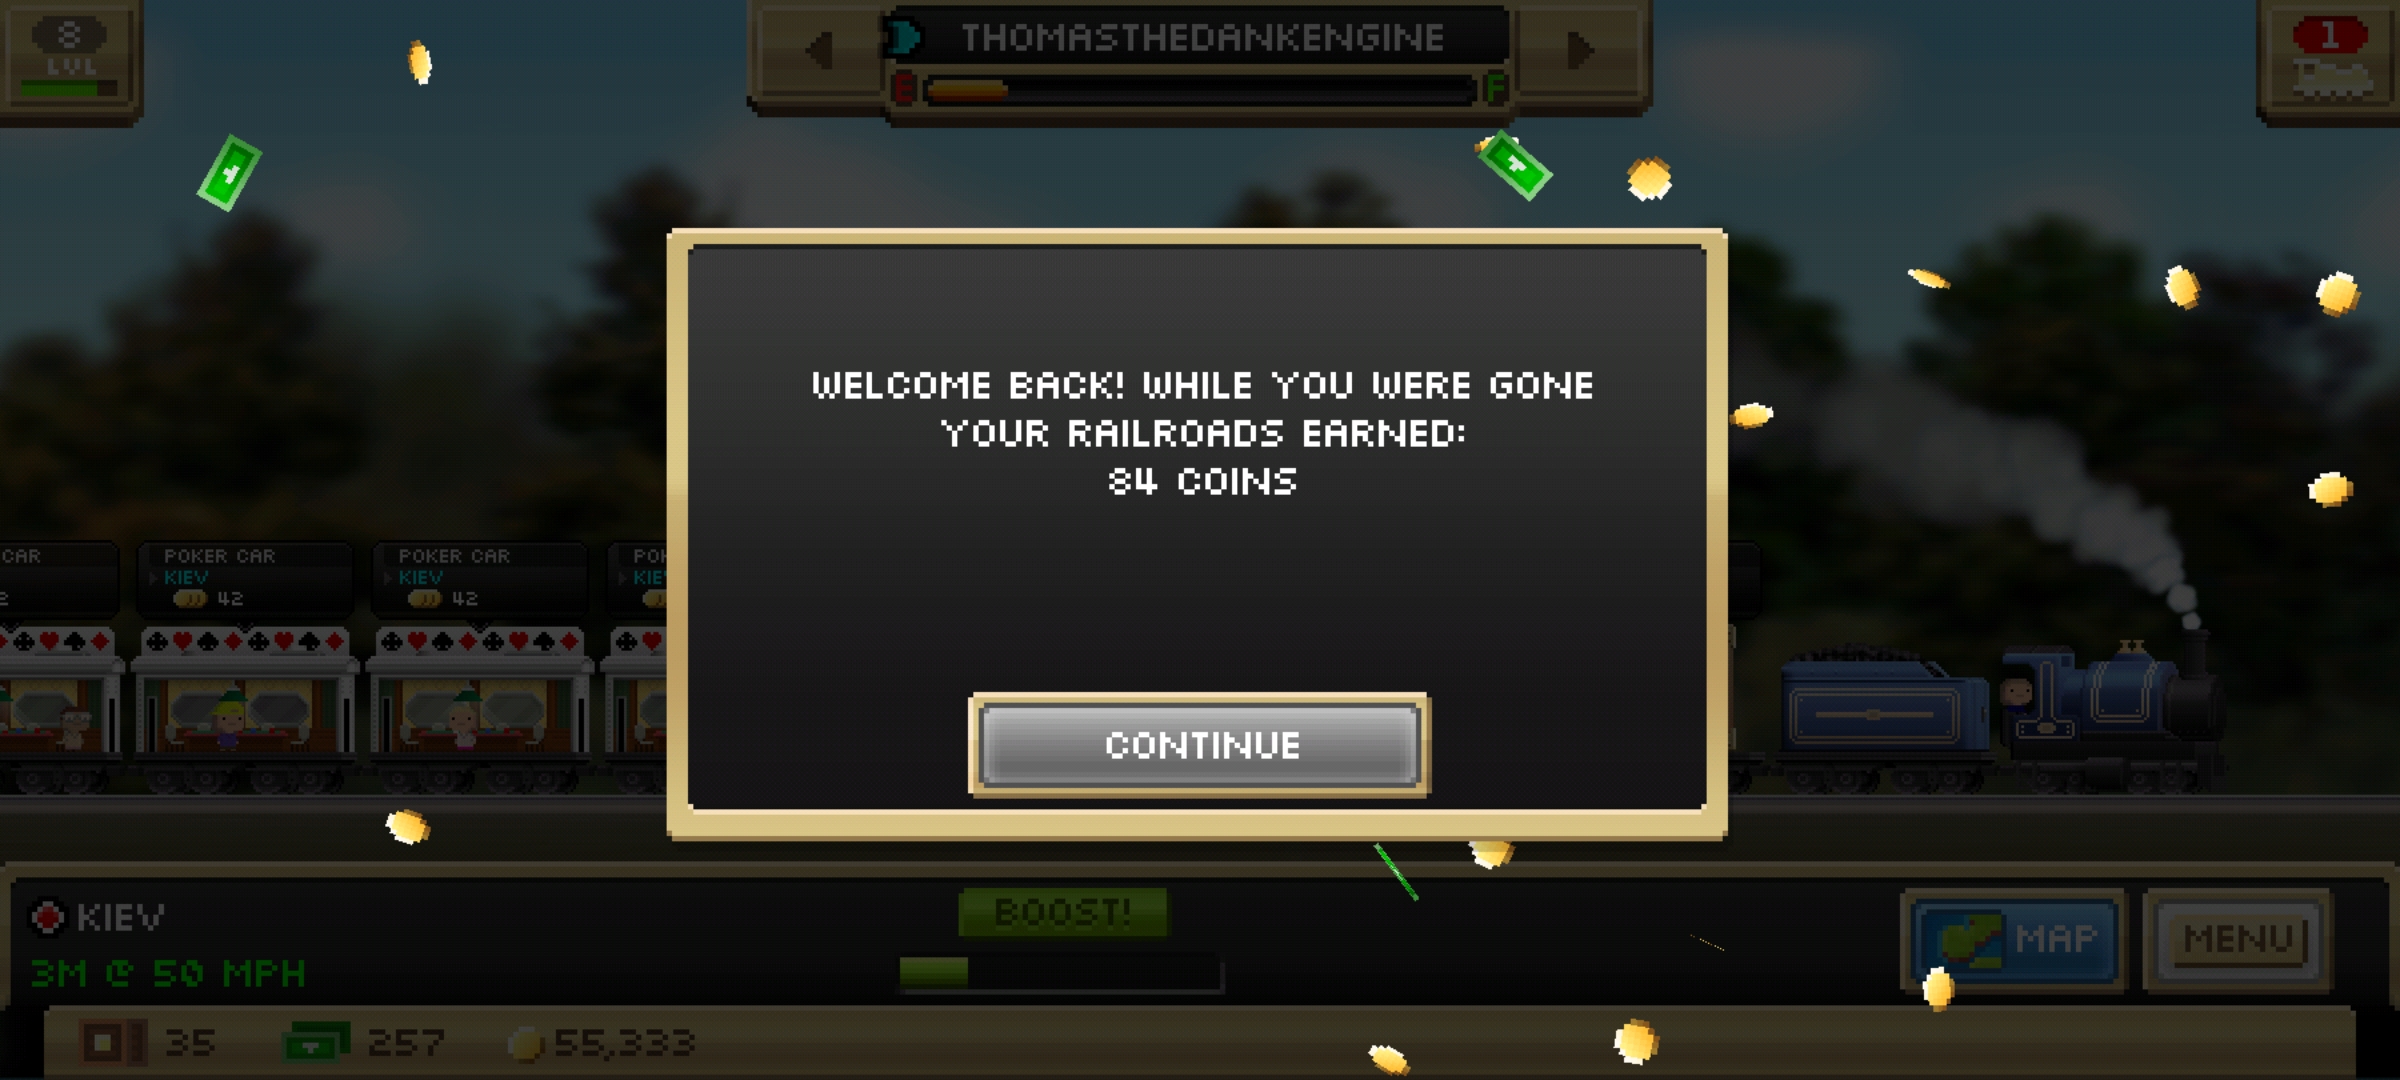 8
LVL
THOMASTHEDANKENGINE
E
F
1
WELCOME BACK! WHILE YOU WERE GONE
YOUR RAILROADS EARNED:
84 COINS
CAR
POKER CAR
KIEV
42
POKER CAR
KIEV
42
CONTINUE
KIEV
3M @ 50 MPH
BOOST!
MAP
MENU
35
257
55,333